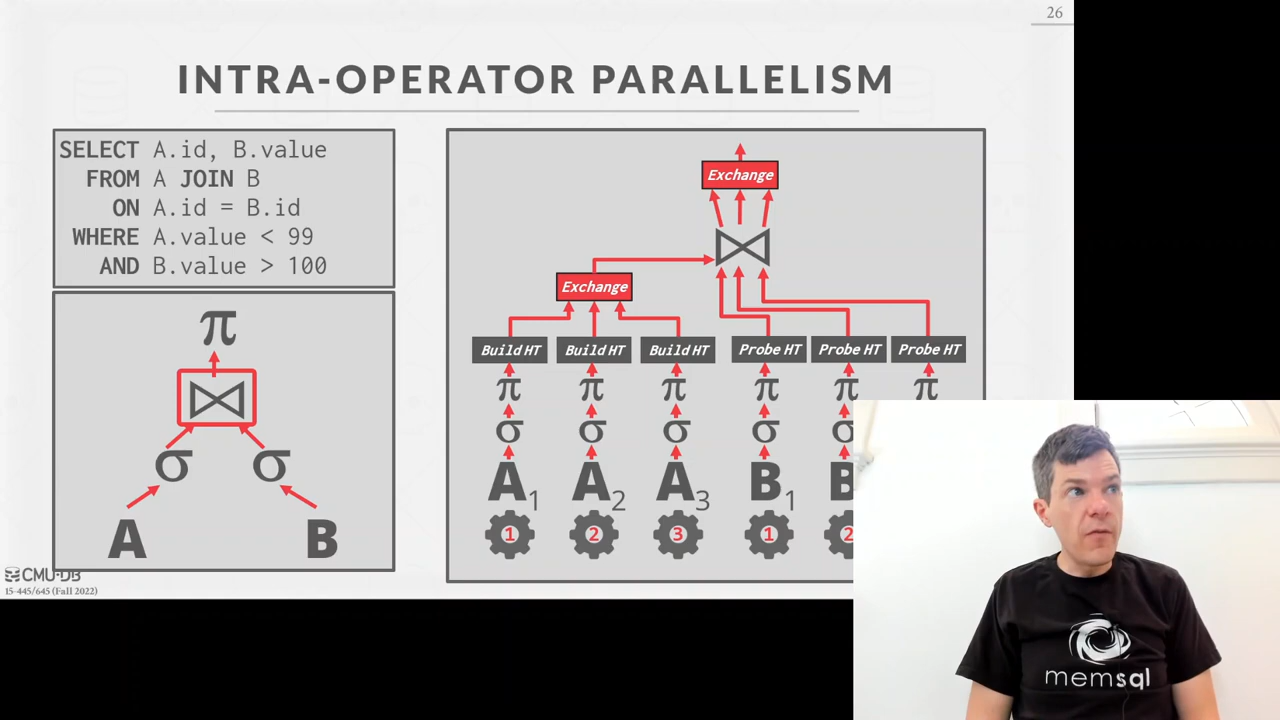 26
INTRA-OPERATOR PARALLELISM
SELECT A.id, B.value
FROM A JOIN B
ON A.id = B.id
WHERE A.value < 99
AND B.value > 100
π
σ σ
A B
Exchange
Exchange
Build HT Build HT Build HT Probe HT Probe HT Probe HT
π π π π π π
σ σ σ σ σ
A1 A2 A3 B1 B
1 2 3 1 2
CMU·DB
15-445/645 (Fall 2022)
memsql